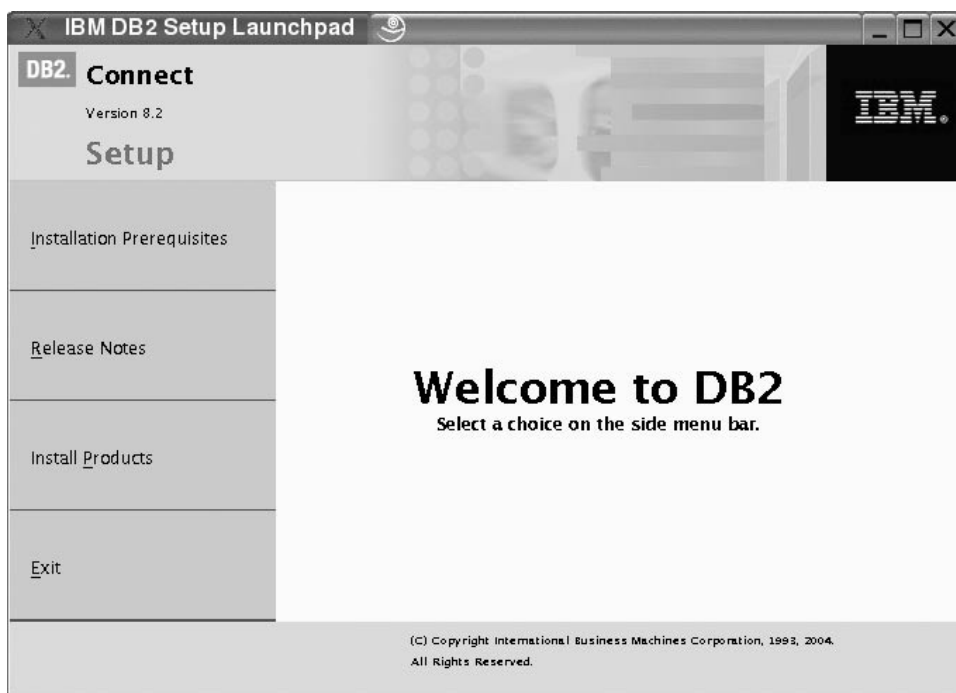 IBM DB2 Setup Launchpad
DB2. Connect
Version 8.2
Setup
IBM®
Installation Prerequisites
Release Notes
Install Products
Exit
Welcome to DB2
Select a choice on the side menu bar.
(C) Copyright International Business Machines Corporation, 1993, 2004.
All Rights Reserved.